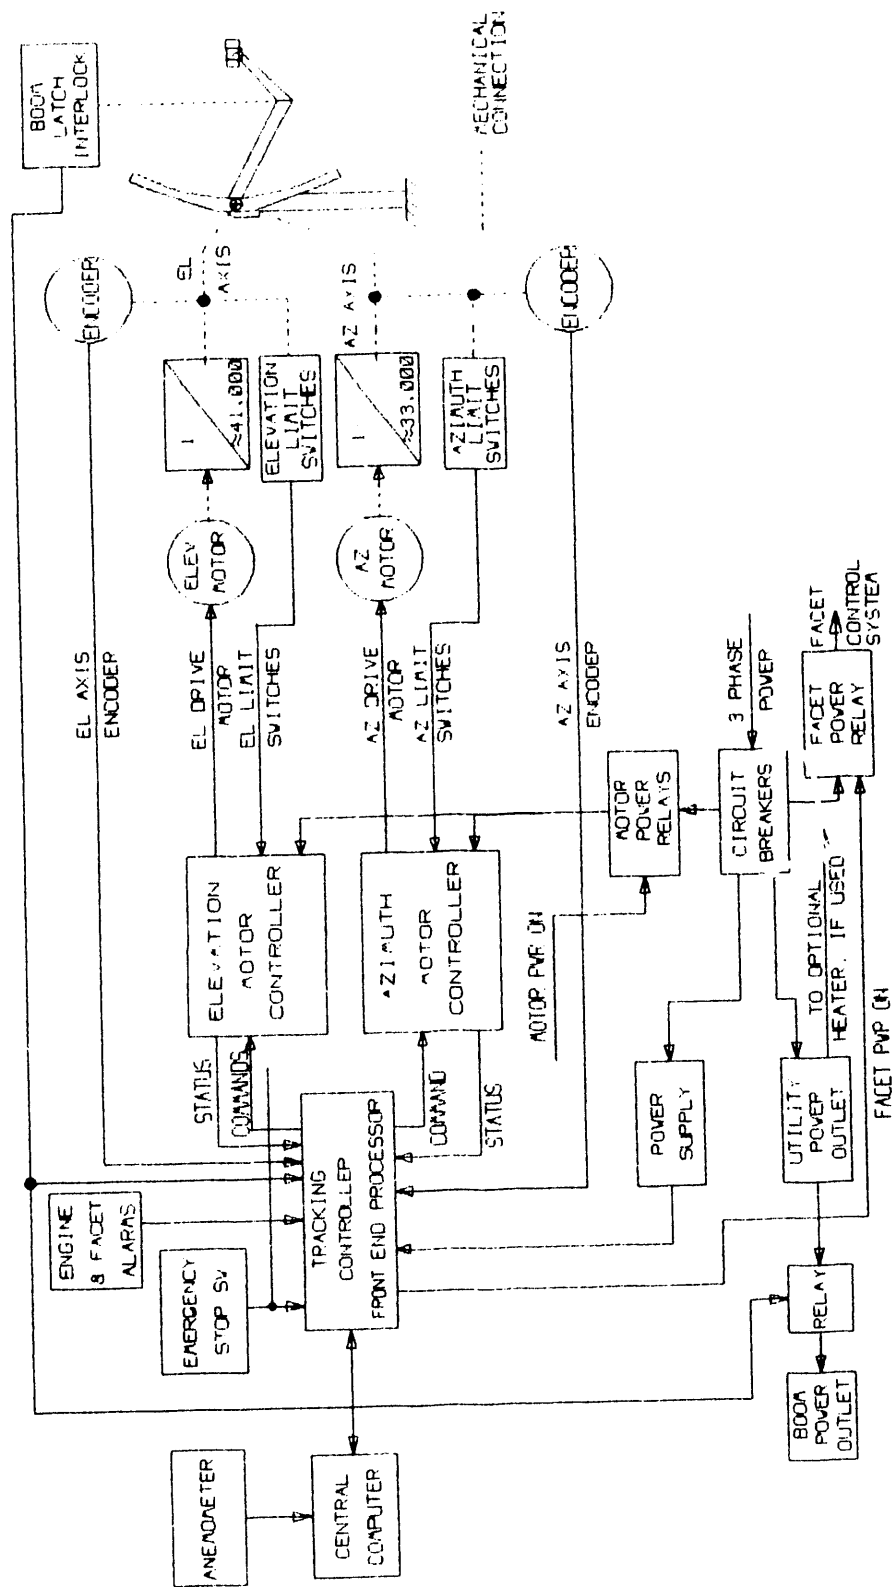 ANEMOMETER
CENTRAL
COMPUTER
EMERGENCY
STOP SW
ENGINE
& FACET
ALARMS
TRACKING
CONTROLLER
FRONT END PROCESSOR
STATUS
COMMANDS
COMMAND
STATUS
ELEVATION
MOTOR
CONTROLLER
AZIMUTH
MOTOR
CONTROLLER
EL AXIS
ENCODER
EL DRIVE
MOTOR
EL LIMIT
SWITCHES
AZ DRIVE
MOTOR
AZ LIMIT
SWITCHES
AZ AXIS
ENCODER
ELEV
MOTOR
AZ
MOTOR
1
≈41.000
ELEVATION
LIMIT
SWITCHES
1
≈33.000
AZIMUTH
LIMIT
SWITCHES
ENCODER
EL
AXIS
AZ AXIS
ENCODER
BOOM
LATCH
INTERLOCK
MECHANICAL
CONNECTION
MOTOR PWR ON
MOTOR
POWER
RELAYS
3 PHASE
POWER
CIRCUIT
BREAKERS
POWER
SUPPLY
UTILITY
POWER
OUTLET
TO OPTIONAL
HEATER, IF USED
FACET
POWER
RELAY
FACET
CONTROL
SYSTEM
FACET PWR ON
RELAY
BOOM
POWER
OUTLET